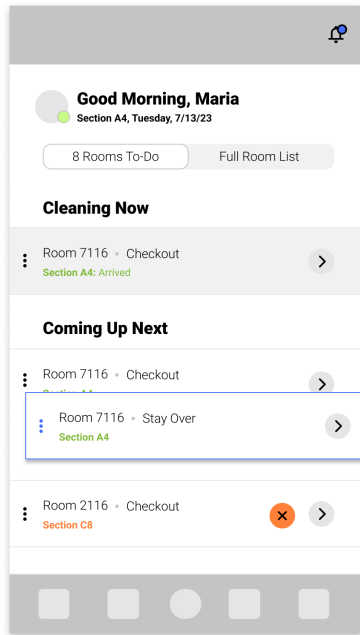 Good Morning, Maria
Section A4, Tuesday, 7/13/23
8 Rooms To-Do
Full Room List
Cleaning Now
Room 7116 • Checkout
Section A4: Arrived
Coming Up Next
Room 7116 • Checkout
Room 7116 • Stay Over
Section A4
Room 2116 • Checkout
Section C8